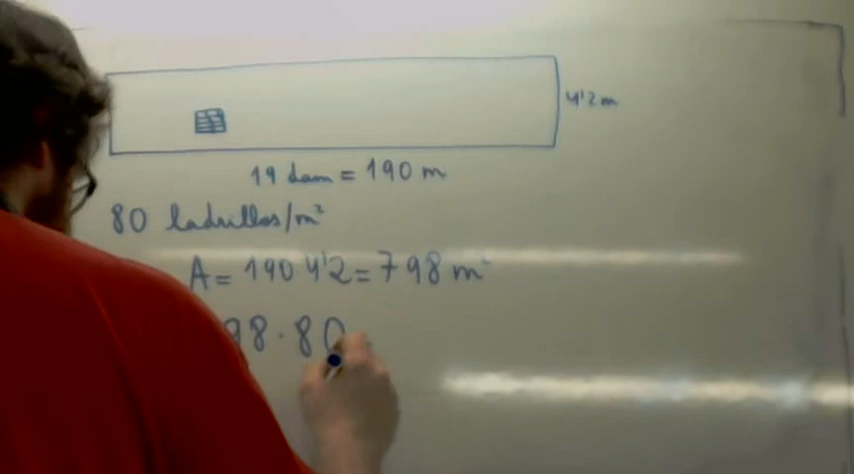 4'2 m
19 dam = 190 m
80 ladrillos/m²
A = 190 4'2 = 798 m²
98 · 80